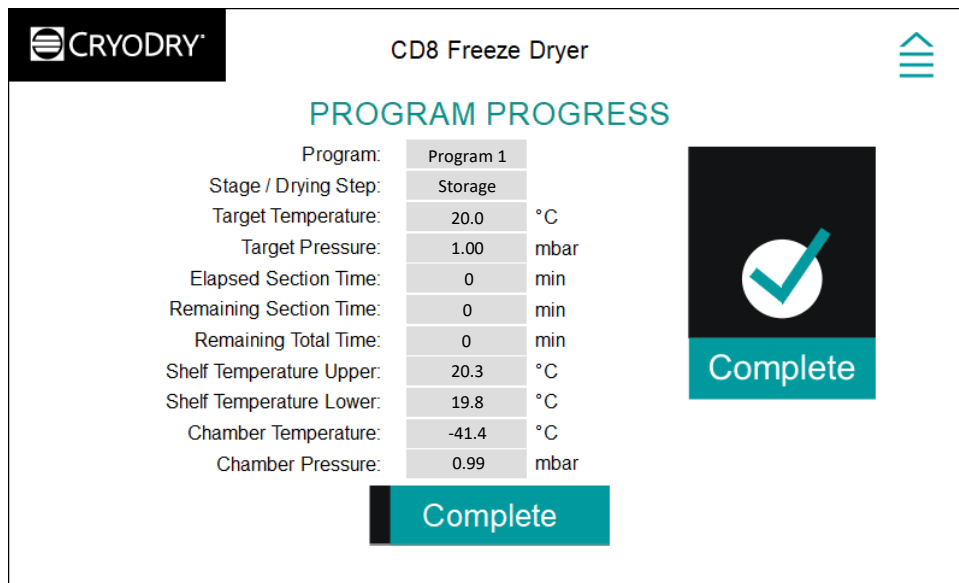 CRYODRY
CD8 Freeze Dryer
PROGRAM PROGRESS
Program: Program 1
Stage / Drying Step: Storage
Target Temperature: 20.0 °C
Target Pressure: 1.00 mbar
Elapsed Section Time: 0 min
Remaining Section Time: 0 min
Remaining Total Time: 0 min
Shelf Temperature Upper: 20.3 °C
Shelf Temperature Lower: 19.8 °C
Chamber Temperature: -41.4 °C
Chamber Pressure: 0.99 mbar
Complete
Complete